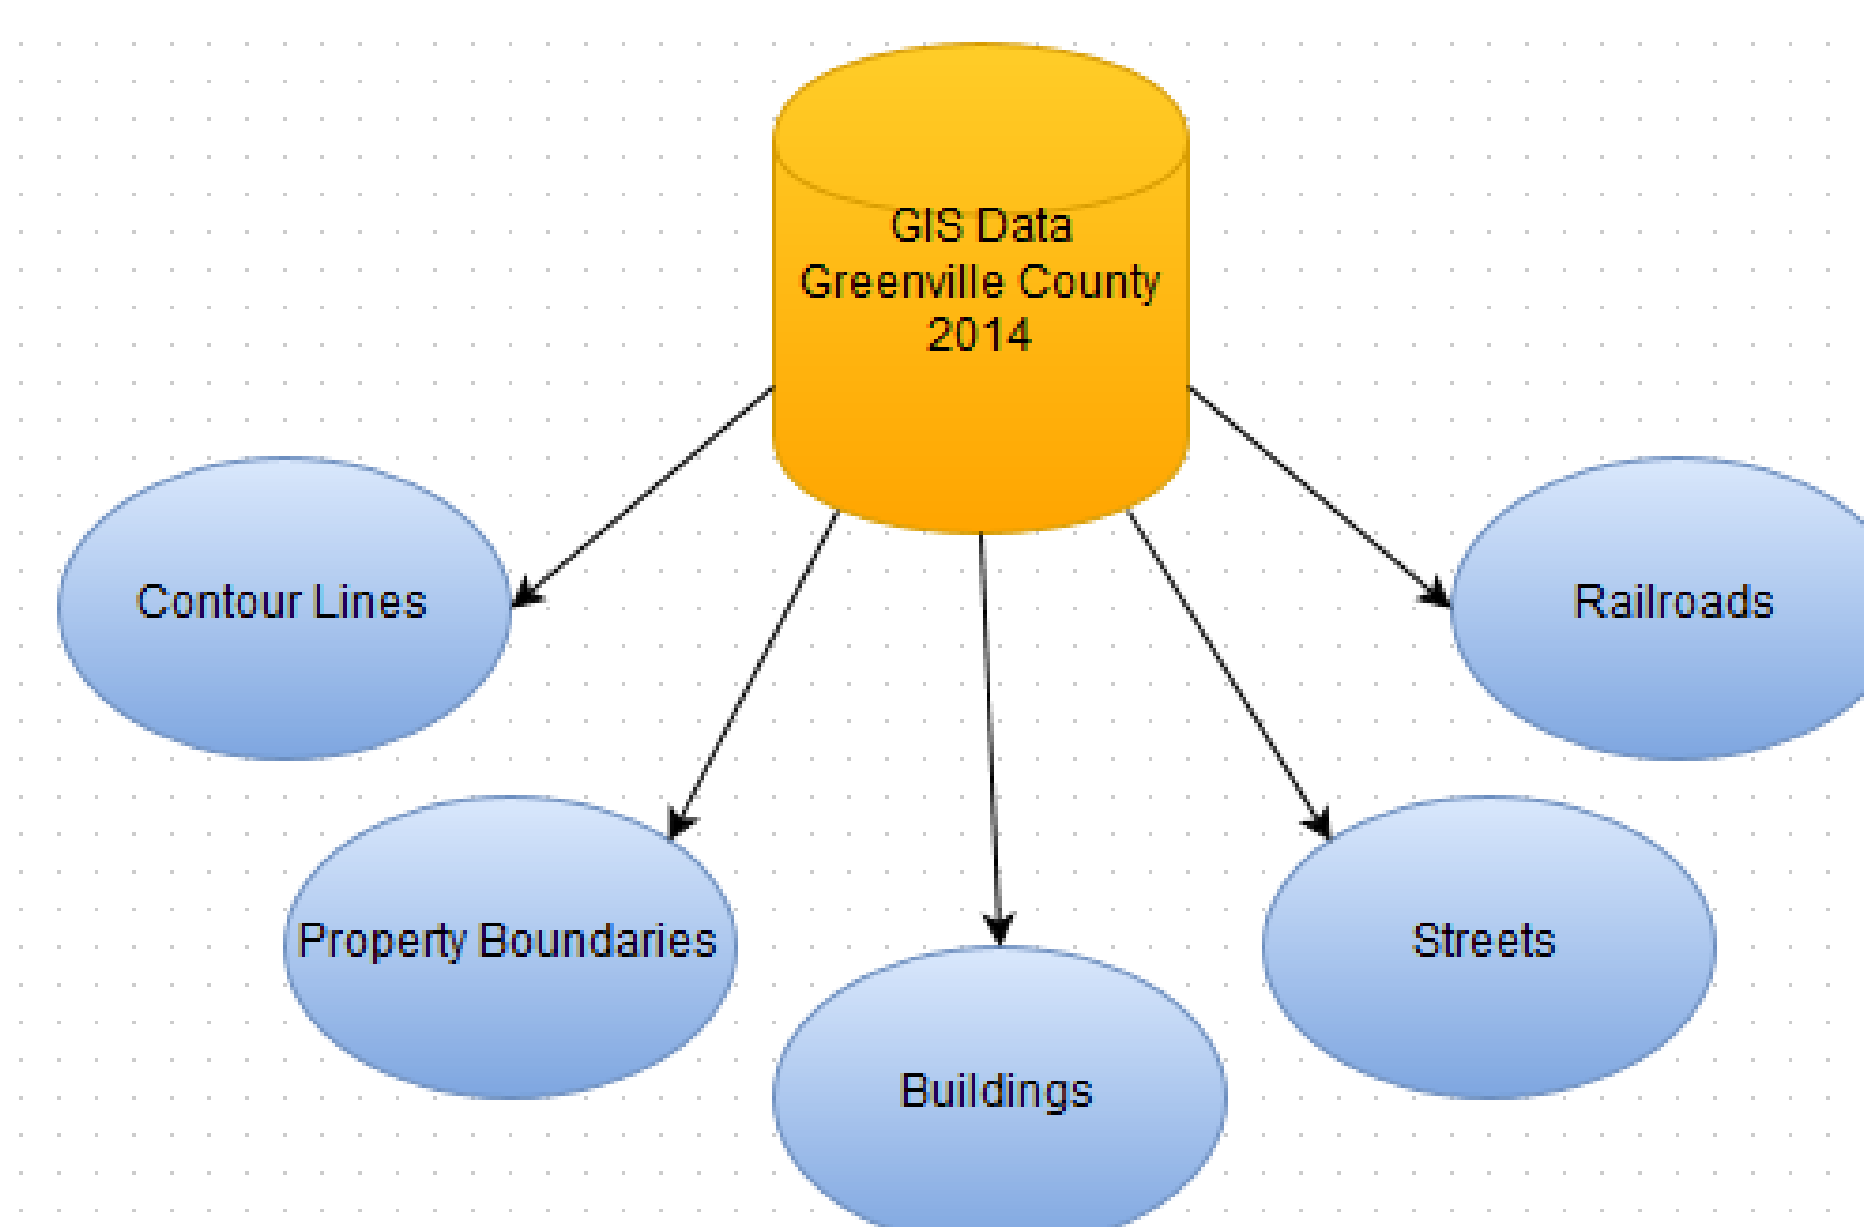 GIS Data
Greenville County
2014
Contour Lines
Railroads
Property Boundaries
Streets
Buildings